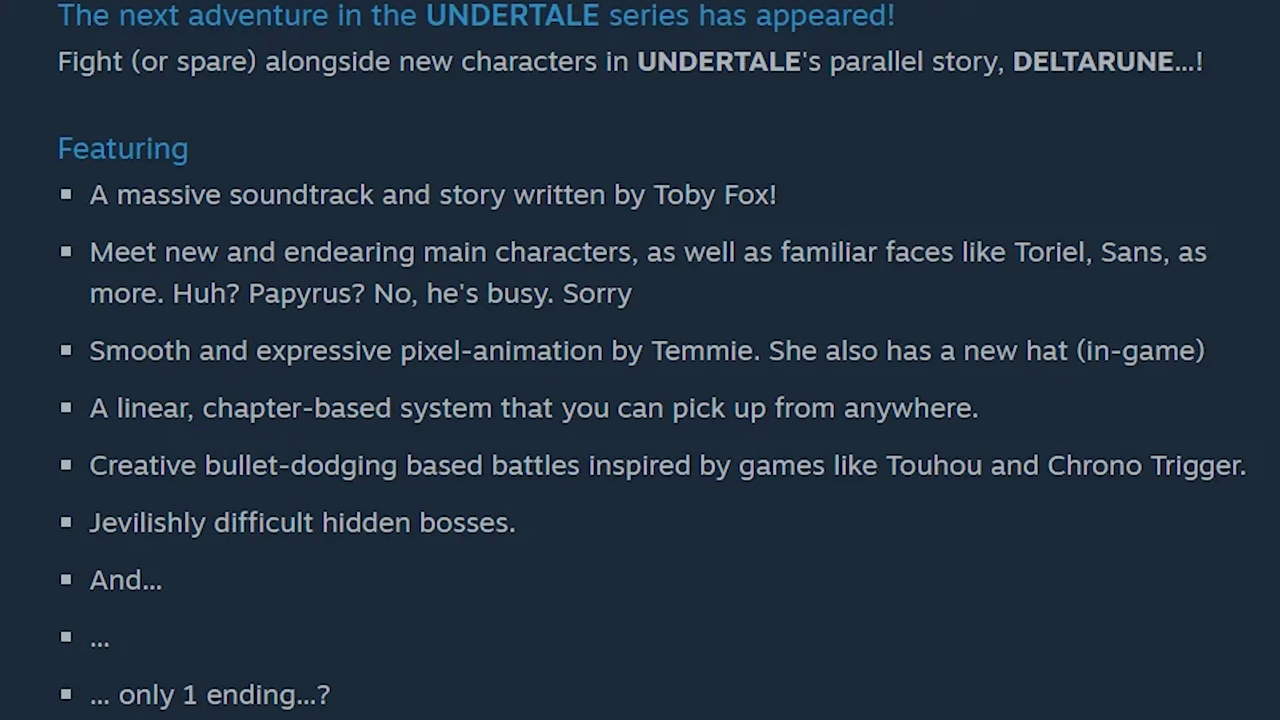 The next adventure in the UNDERTALE series has appeared!
Fight (or spare) alongside new characters in UNDERTALE's parallel story, DELTARUNE...!
Featuring
▪ A massive soundtrack and story written by Toby Fox!
▪ Meet new and endearing main characters, as well as familiar faces like Toriel, Sans, as
more. Huh? Papyrus? No, he's busy. Sorry
▪ Smooth and expressive pixel-animation by Temmie. She also has a new hat (in-game)
▪ A linear, chapter-based system that you can pick up from anywhere.
▪ Creative bullet-dodging based battles inspired by games like Touhou and Chrono Trigger.
▪ Jevilishly difficult hidden bosses.
▪ And...
▪ ...
▪ ... only 1 ending...?